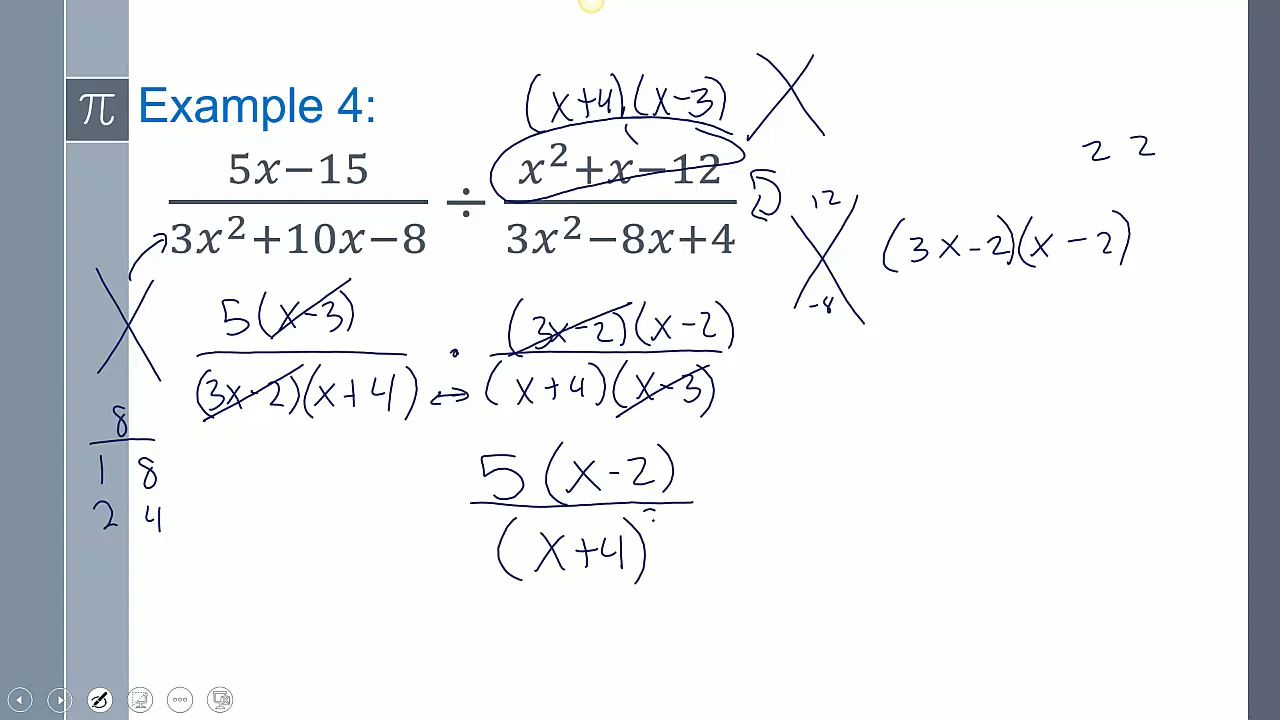 π Example 4:
(x+4)(x-3)
5x−15 / 3x²+10x−8 ÷ x²+x−12 / 3x²−8x+4
2 2
12
-8
(3x-2)(x-2)
5(x-3) / (3x-2)(x+4) · (3x-2)(x-2) / (x+4)(x-3)
8
1 8
2 4
5(x-2)
(x+4)